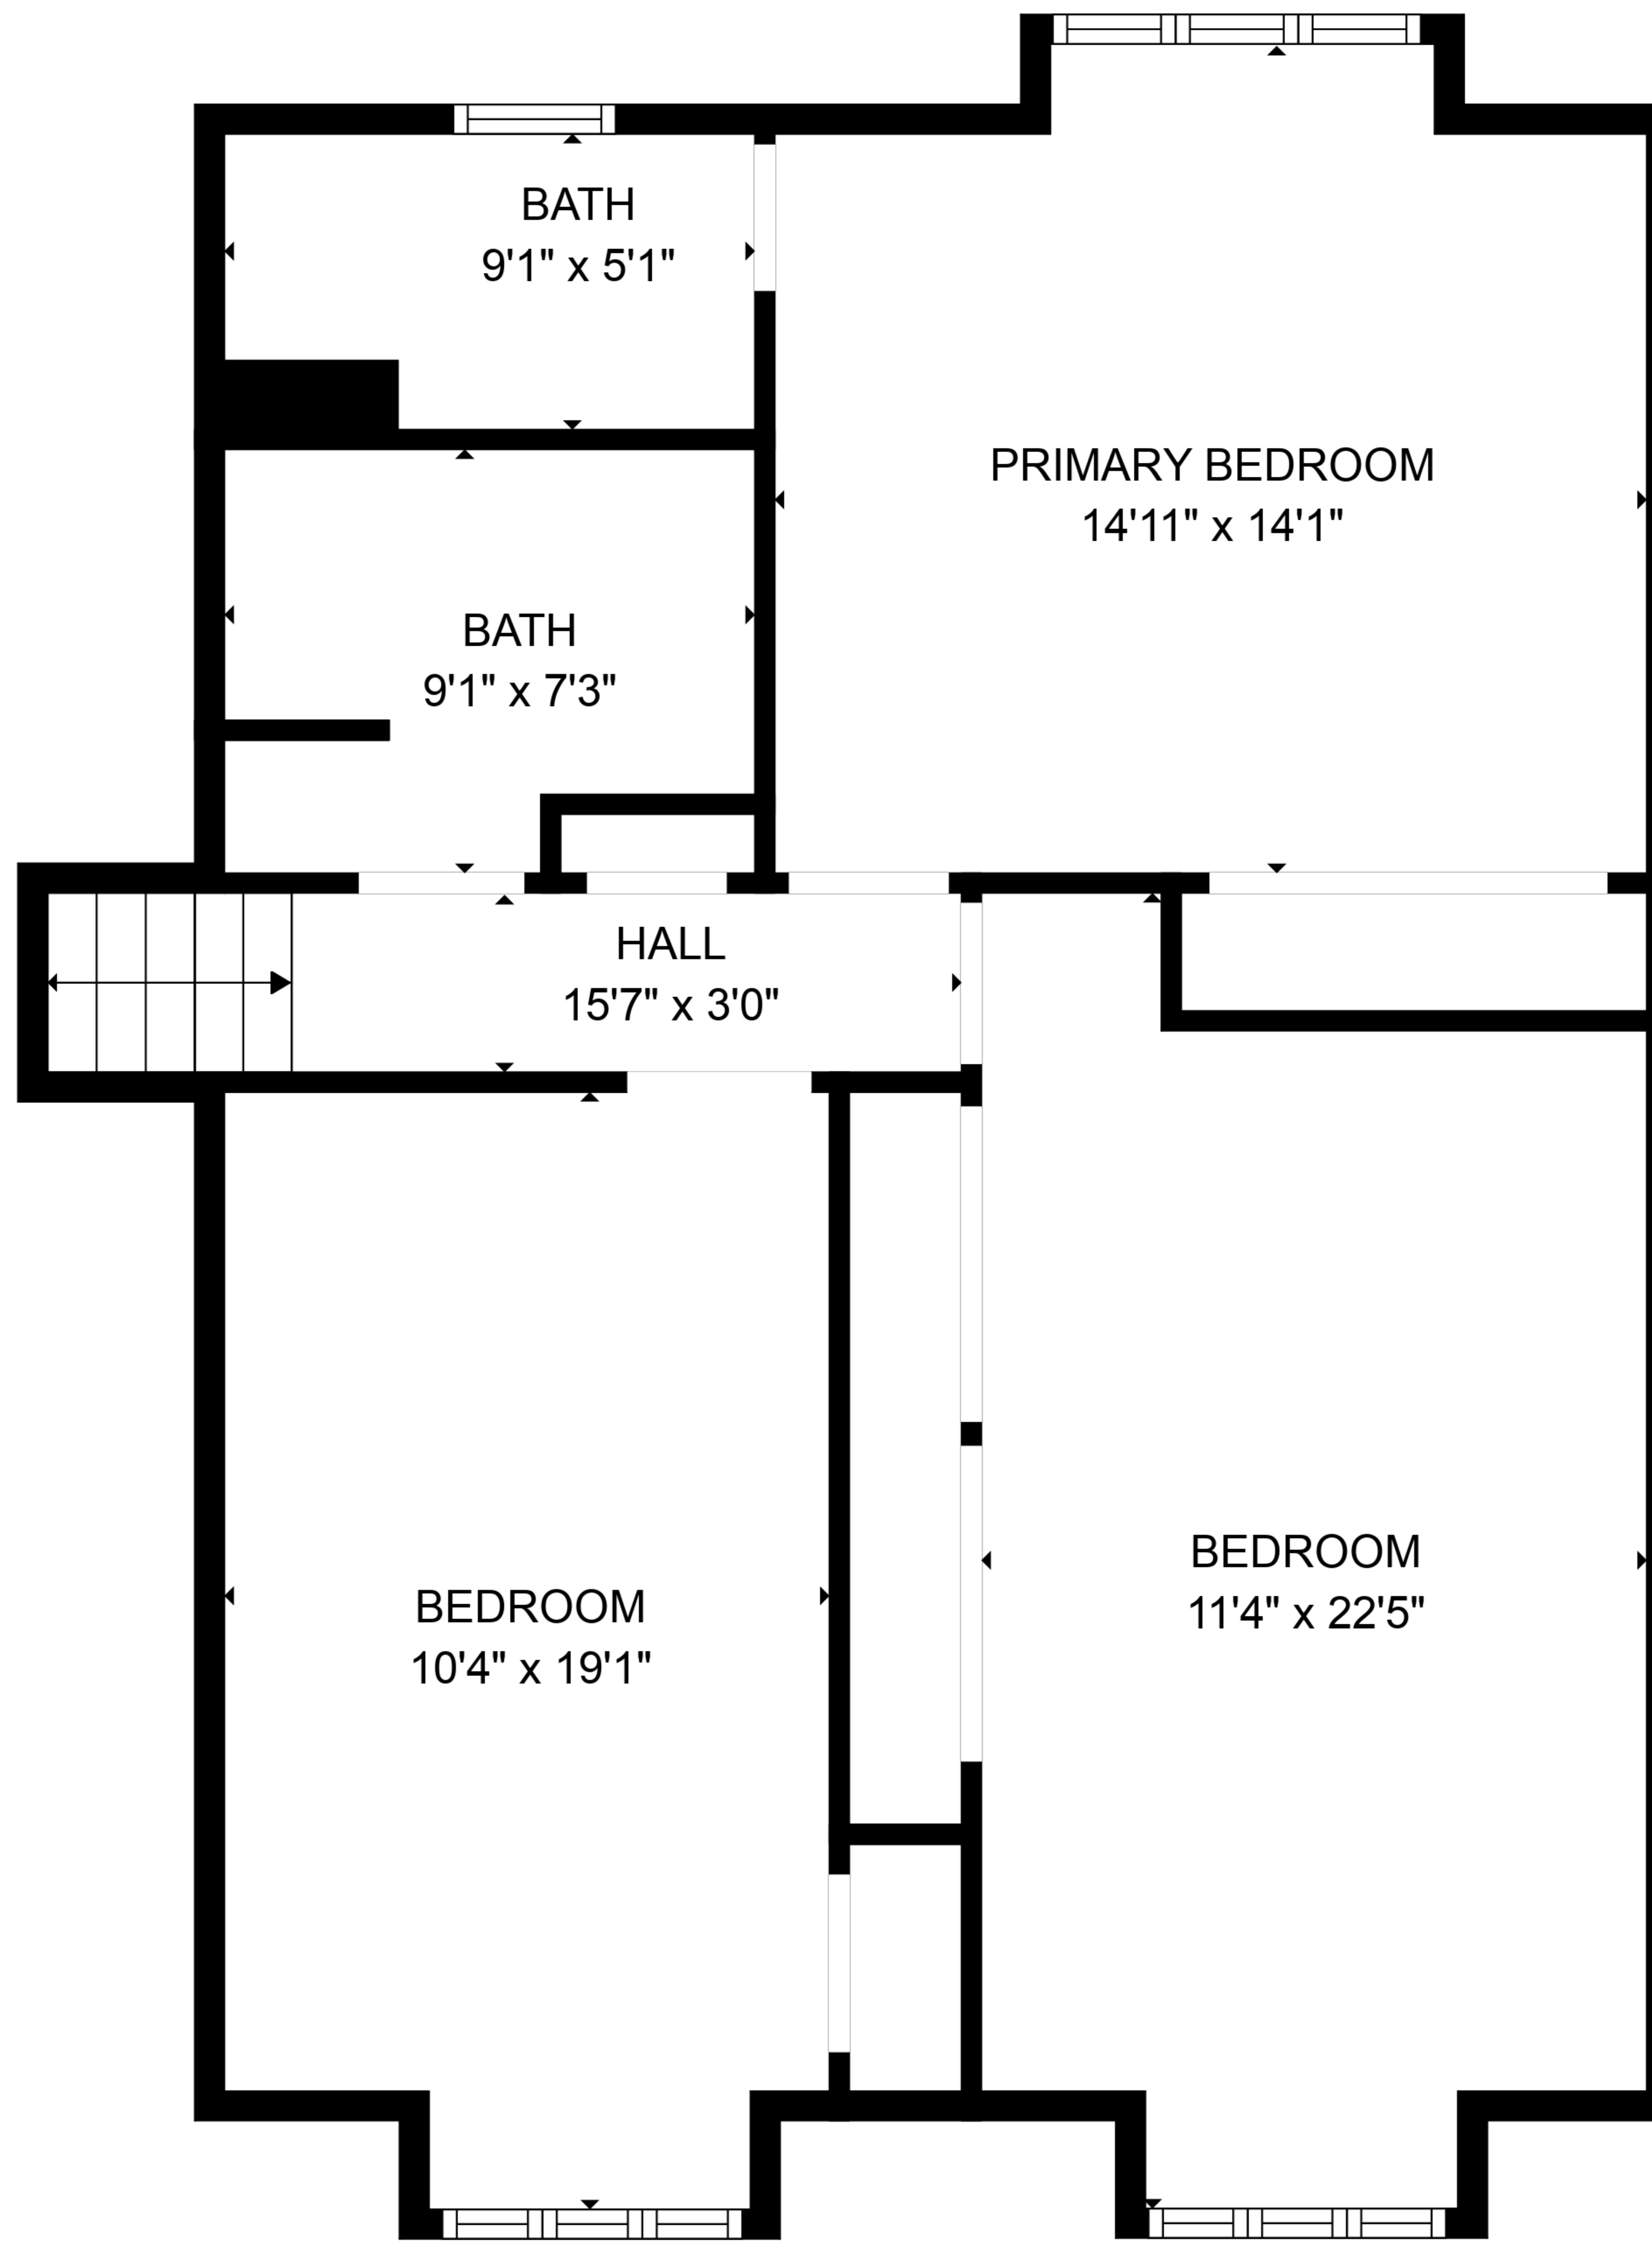 BATH
9'1" x 5'1"
PRIMARY BEDROOM
14'11" x 14'1"
BATH
9'1" x 7'3"
HALL
15'7" x 3'0"
BEDROOM
11'4" x 22'5"
BEDROOM
10'4" x 19'1"